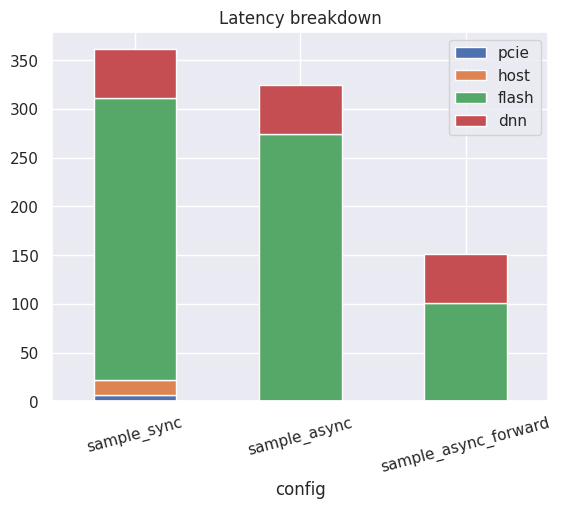 Latency breakdown
350
300
250
200
150
100
50
0
pcie
host
flash
dnn
sample_sync
sample_async
sample_async_forward
config